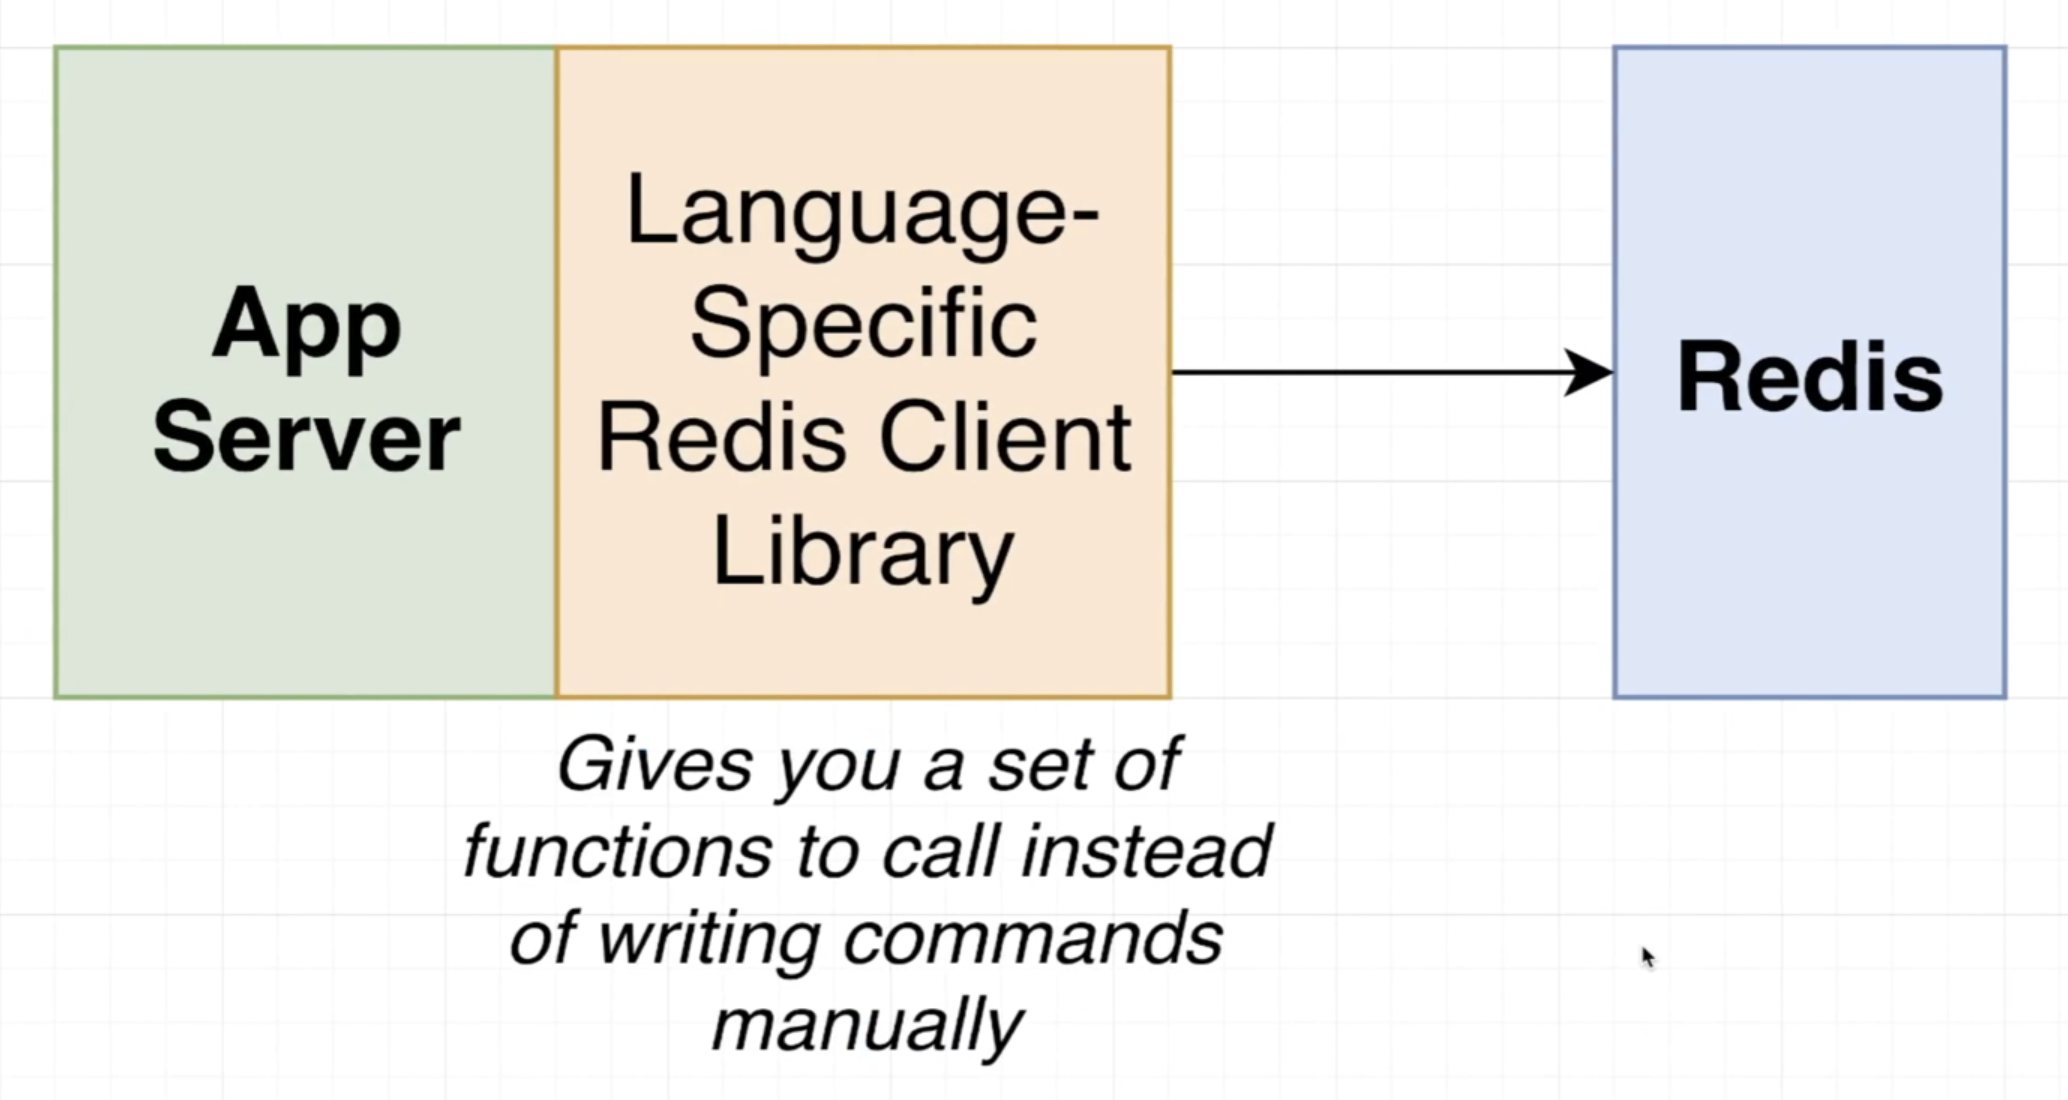 App
Server
Language-
Specific
Redis Client
Library
Redis
Gives you a set of
functions to call instead
of writing commands
manually